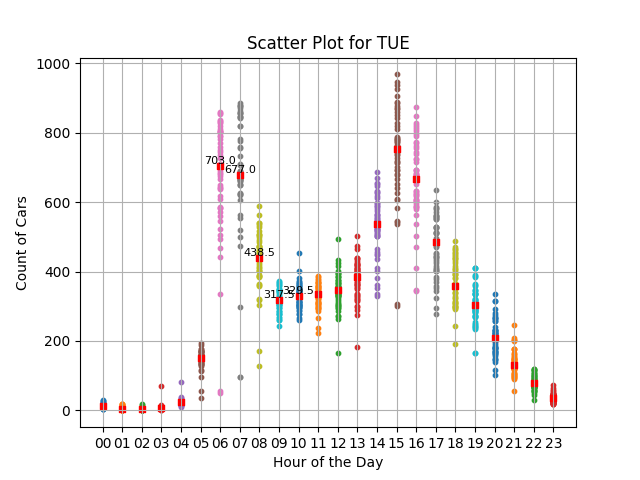 Scatter Plot for TUE
Count of Cars
1000
800
600
400
200
0
703.0
677.0
438.5
317.5
329.5
00 01 02 03 04 05 06 07 08 09 10 11 12 13 14 15 16 17 18 19 20 21 22 23
Hour of the Day